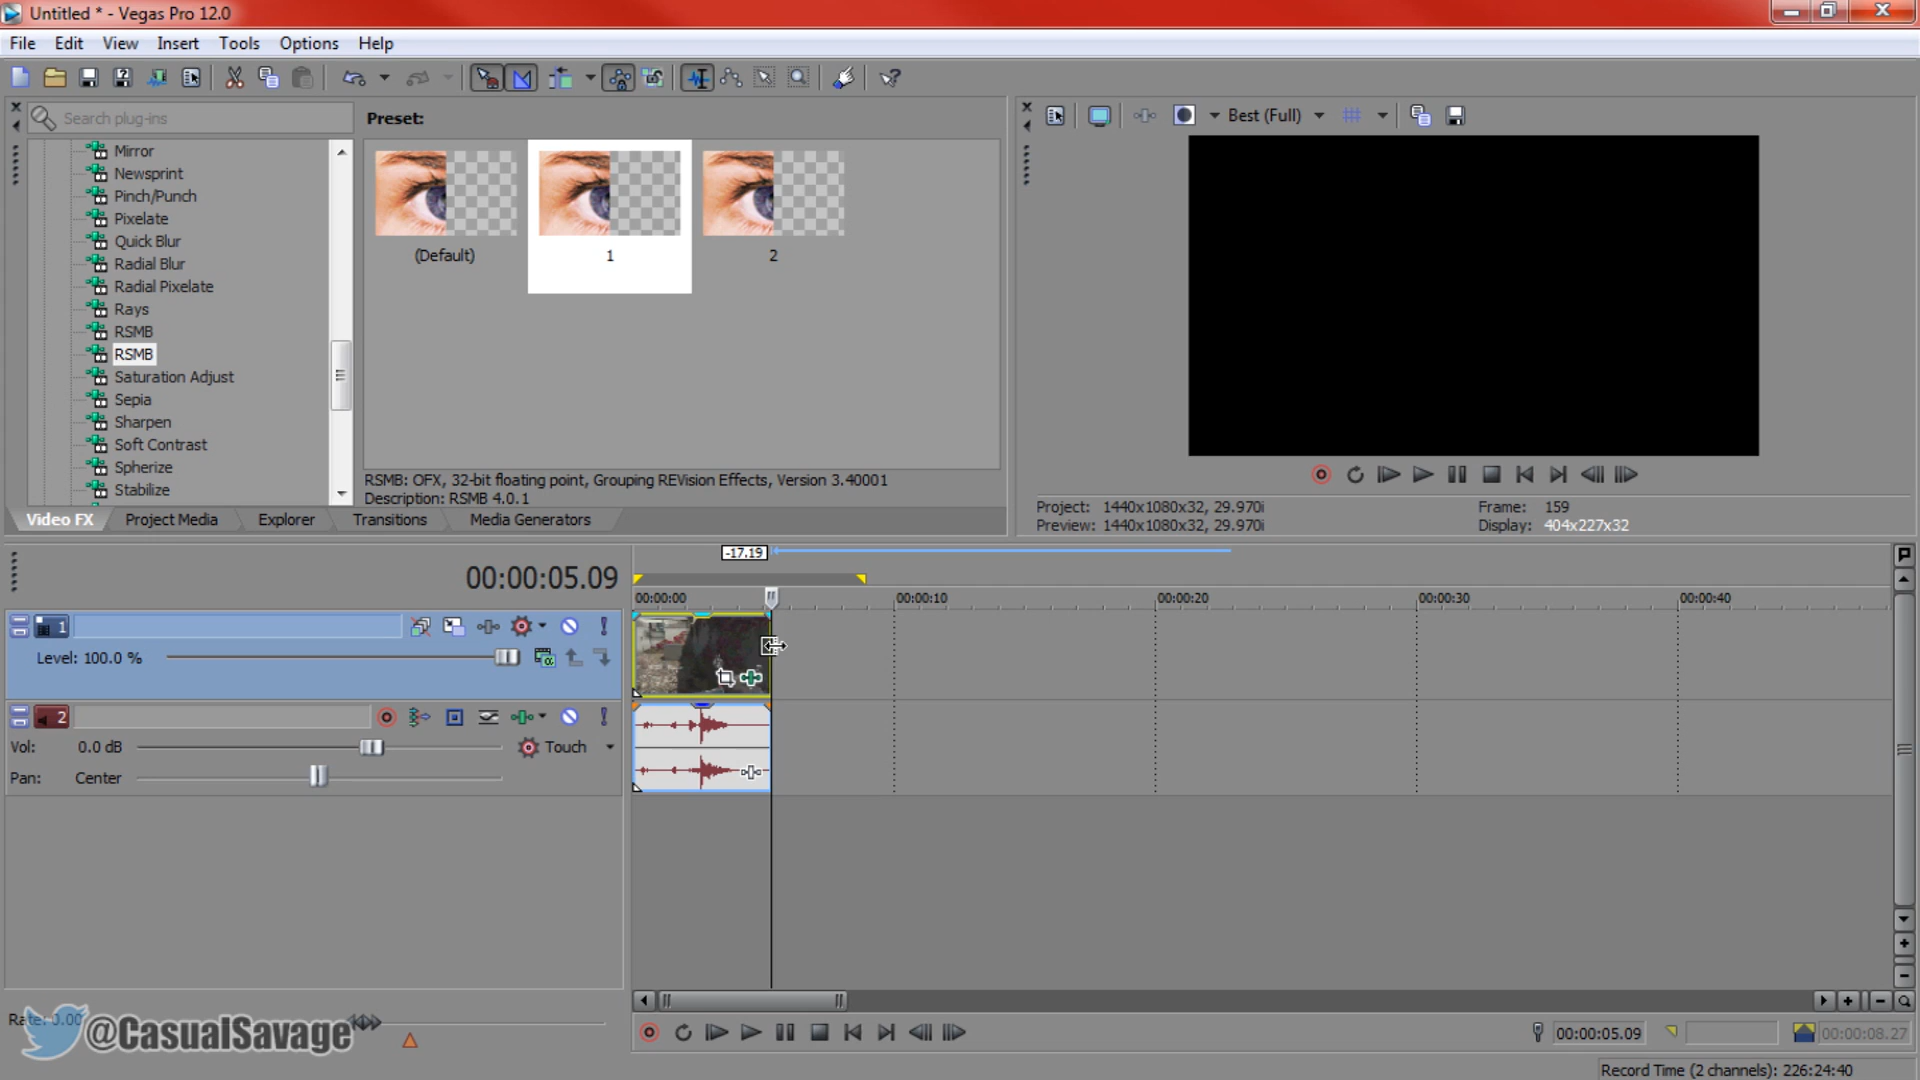 Untitled * - Vegas Pro 12.0
File Edit View Insert Tools Options Help
Search plug-ins
Mirror
Newsprint
Pinch/Punch
Pixelate
Quick Blur
Radial Blur
Radial Pixelate
Rays
RSMB
RSMB
Saturation Adjust
Sepia
Sharpen
Soft Contrast
Spherize
Stabilize
Preset:
(Default) 1 2
RSMB: OFX, 32-bit floating point, Grouping REVision Effects, Version 3.40001
Description: RSMB 4.0.1
Video FX Project Media Explorer Transitions Media Generators
Best (Full)
Project: 1440x1080x32, 29.970i Frame: 159
Preview: 1440x1080x32, 29.970i Display: 404x227x32
00:00:05.09
-17.19
00:00:00 00:00:10 00:00:20 00:00:30 00:00:40
1
Level: 100.0 %
2
Vol: 0.0 dB Touch
Pan: Center
Rate: 0.00
@CasualSavage
00:00:05.09 00:00:08.27
Record Time (2 channels): 226:24:40